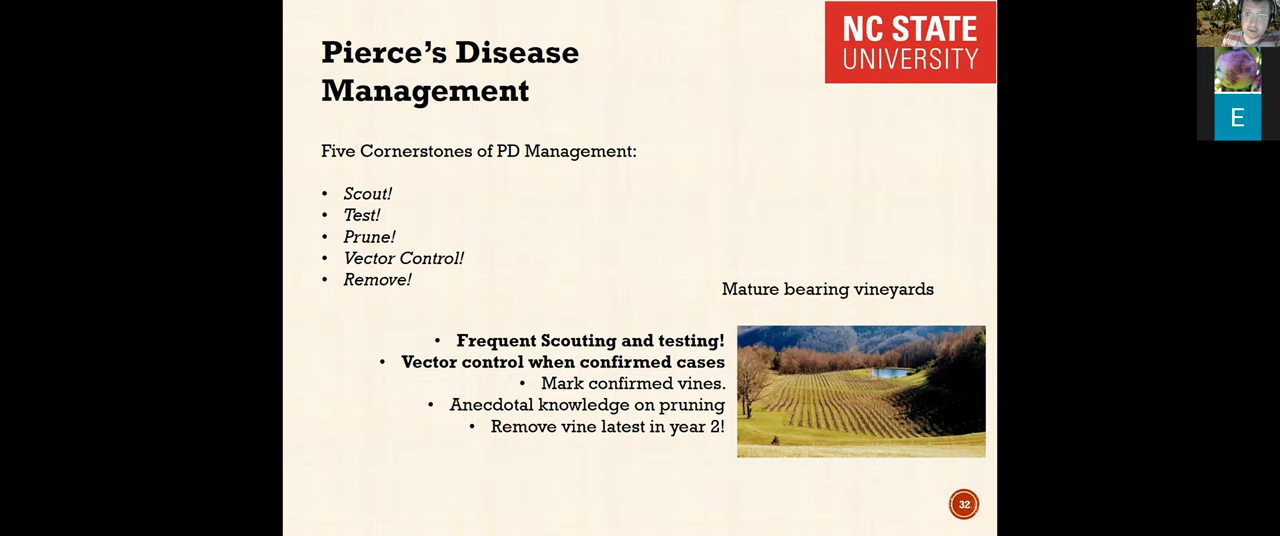 Pierce's Disease
Management
NC STATE
UNIVERSITY
E
Five Cornerstones of PD Management:
• Scout!
• Test!
• Prune!
• Vector Control!
• Remove!
Mature bearing vineyards
• Frequent Scouting and testing!
• Vector control when confirmed cases
• Mark confirmed vines.
• Anecdotal knowledge on pruning
• Remove vine latest in year 2!
32